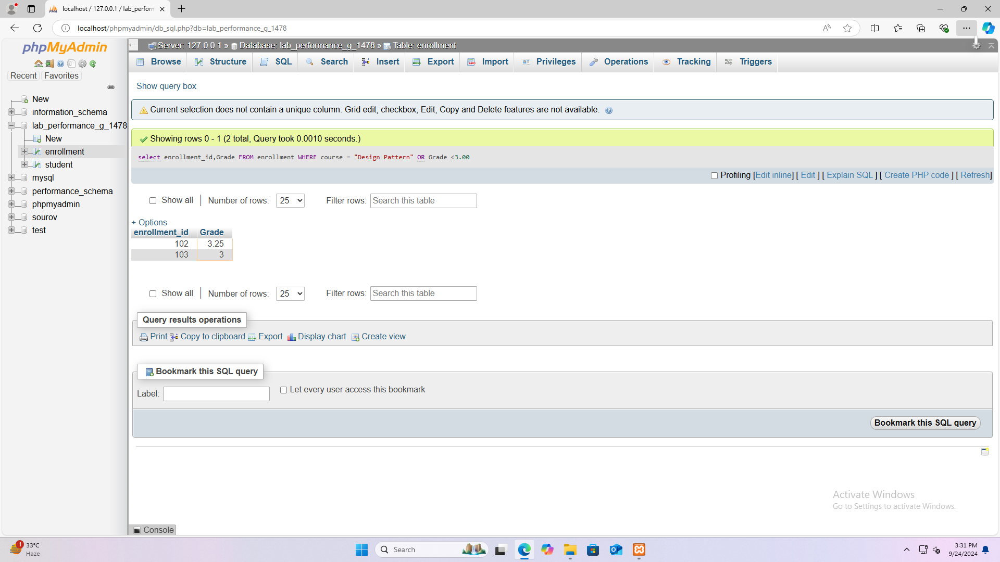 localhost / 127.0.0.1 / lab_perforn
localhost/phpmyadmin/db_sql.php?db=lab_performance_g_1478
phpMyAdmin
Recent Favorites
New
information_schema
lab_performance_g_1478
New
enrollment
student
mysql
performance_schema
phpmyadmin
sourov
test
Server: 127.0.0.1 » Database: lab_performance_g_1478 » Table: enrollment
Browse Structure SQL Search Insert Export Import Privileges Operations Tracking Triggers
Show query box
Current selection does not contain a unique column. Grid edit, checkbox, Edit, Copy and Delete features are not available.
Showing rows 0 - 1 (2 total, Query took 0.0010 seconds.)
select enrollment_id,Grade FROM enrollment WHERE course = "Design Pattern" OR Grade <3.00
Profiling [Edit inline] [ Edit ] [ Explain SQL ] [ Create PHP code ] [ Refresh]
Show all | Number of rows: 25 Filter rows: Search this table
+ Options
enrollment_id Grade
102 3.25
103 3
Show all | Number of rows: 25 Filter rows: Search this table
Query results operations
Print Copy to clipboard Export Display chart Create view
Bookmark this SQL query
Label: Let every user access this bookmark
Bookmark this SQL query
Activate Windows
Go to Settings to activate Windows.
Console
1 33°C
Haze
Search
3:31 PM
9/24/2024